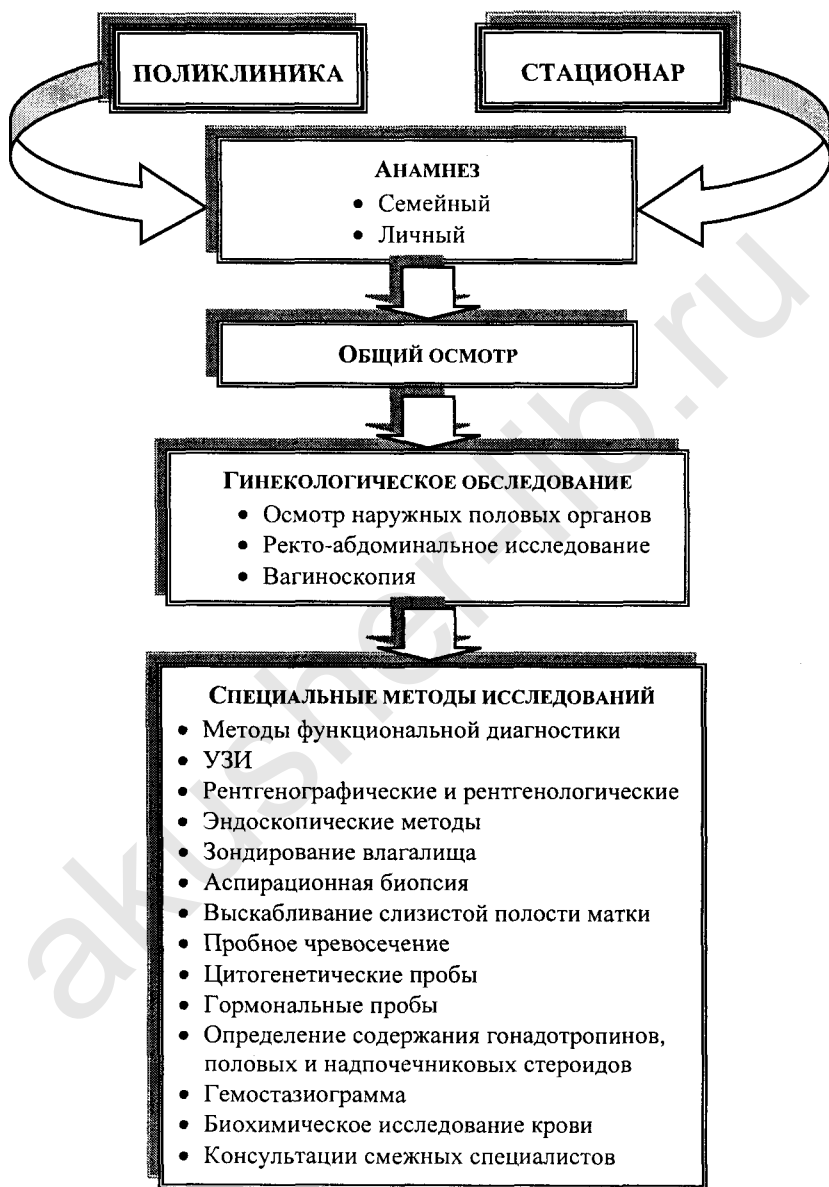 ПОЛИКЛИНИКА
СТАЦИОНАР
АНАМНЕЗ
• Семейный
• Личный
ОБЩИЙ ОСМОТР
ГИНЕКОЛОГИЧЕСКОЕ ОБСЛЕДОВАНИЕ
• Осмотр наружных половых органов
• Ректо-абдоминальное исследование
• Вагиноскопия
СПЕЦИАЛЬНЫЕ МЕТОДЫ ИССЛЕДОВАНИЙ
• Методы функциональной диагностики
• УЗИ
• Рентгенографические и рентгенологические
• Эндоскопические методы
• Зондирование влагалища
• Аспирационная биопсия
• Выскабливание слизистой полости матки
• Пробное чревосечение
• Цитогенетические пробы
• Гормональные пробы
• Определение содержания гонадотропинов,
половых и надпочечниковых стероидов
• Гемостазиограмма
• Биохимическое исследование крови
• Консультации смежных специалистов
akusher-lib.ru